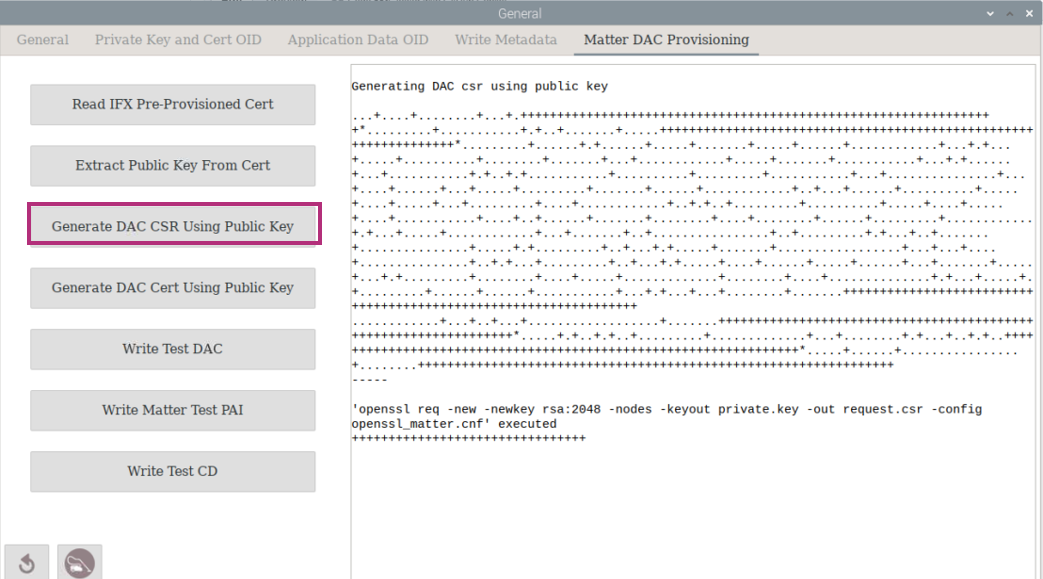 General
General Private Key and Cert OID Application Data OID Write Metadata Matter DAC Provisioning
Read IFX Pre-Provisioned Cert
Extract Public Key From Cert
Generate DAC CSR Using Public Key
Generate DAC Cert Using Public Key
Write Test DAC
Write Matter Test PAI
Write Test CD
Generating DAC csr using public key
-----
'openssl req -new -newkey rsa:2048 -nodes -keyout private.key -out request.csr -config
openssl_matter.cnf' executed
++++++++++++++++++++++++++++++++